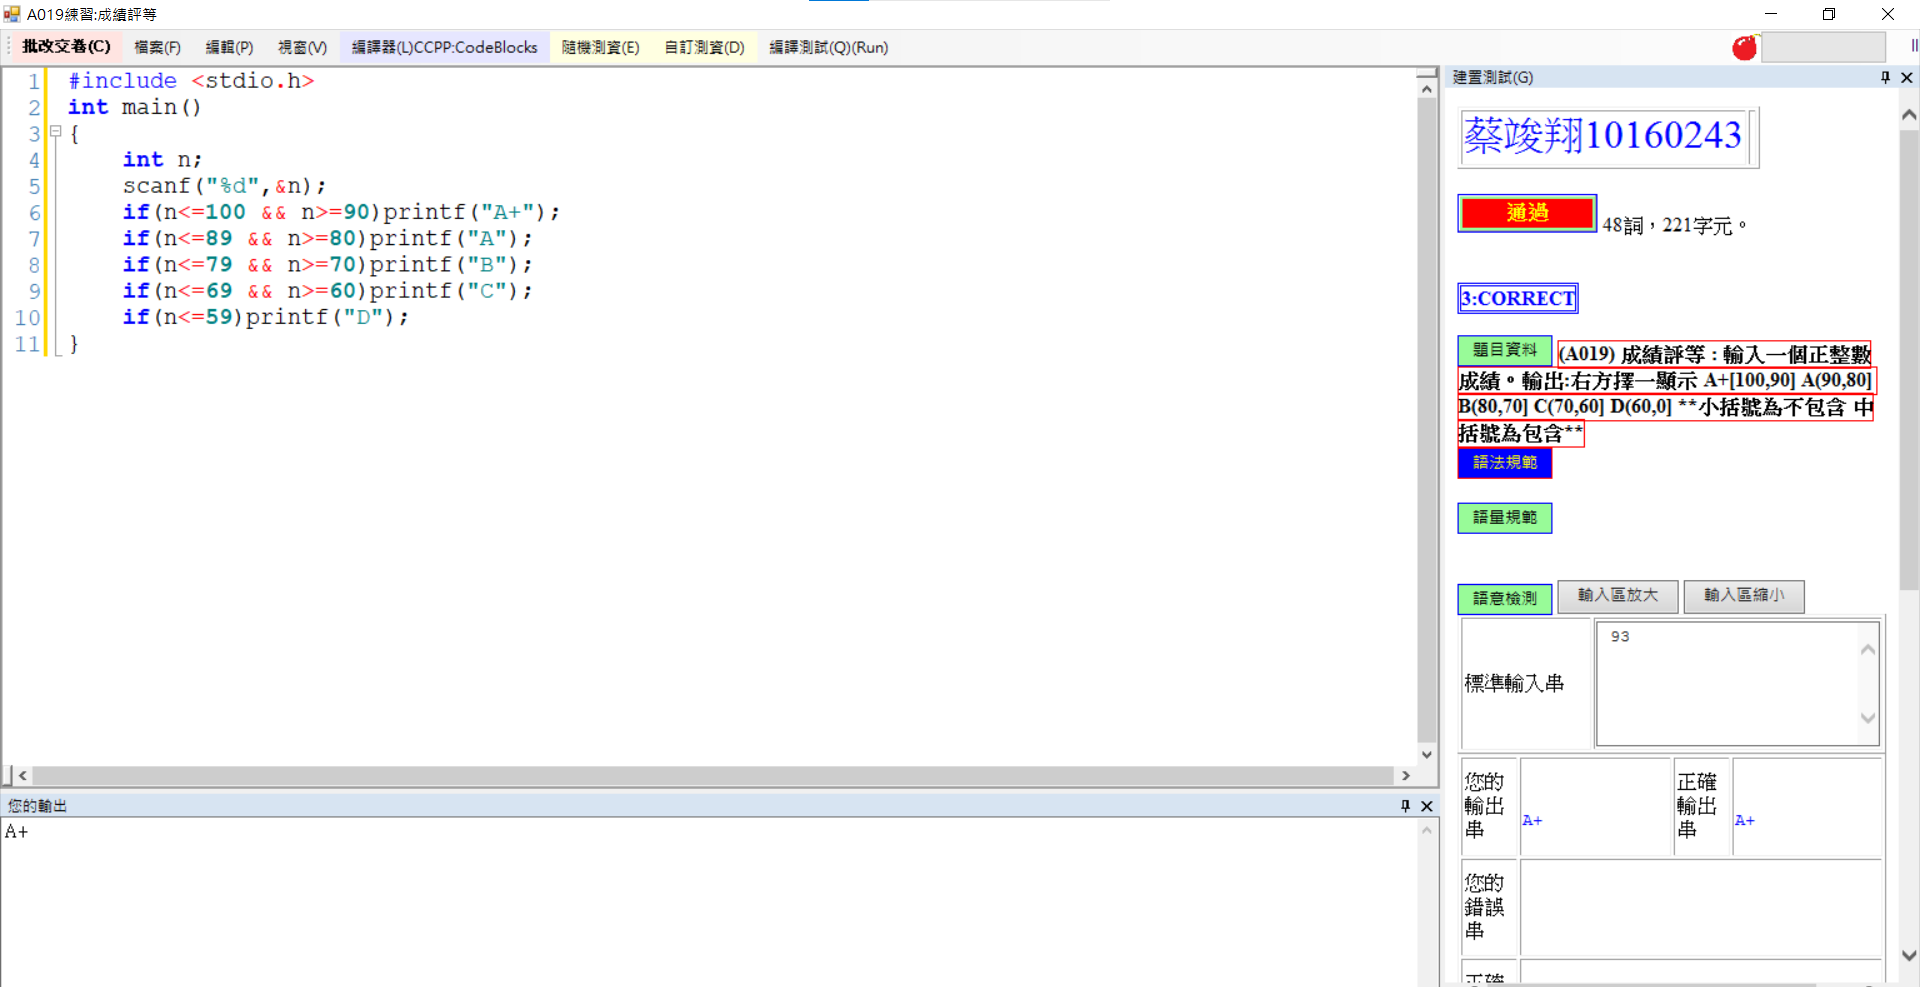 A019練習:成績評等
批改交卷(C) 檔案(F) 編輯(P) 視窗(V) 編譯器(L)CCPP:CodeBlocks 隨機測資(E) 自訂測資(D) 編譯測試(Q)(Run)
1 #include <stdio.h>
2 int main()
3 {
4 int n;
5 scanf("%d",&n);
6 if(n<=100 && n>=90)printf("A+");
7 if(n<=89 && n>=80)printf("A");
8 if(n<=79 && n>=70)printf("B");
9 if(n<=69 && n>=60)printf("C");
10 if(n<=59)printf("D");
11 }
您的輸出
A+
建置測試(G)
蔡竣翔10160243
通過 48詞，221字元。
3:CORRECT
題目資料 (A019) 成績評等 : 輸入一個正整數
成績。輸出:右方擇一顯示 A+[100,90] A(90,80]
B(80,70] C(70,60] D(60,0] **小括號為不包含 中
括號為包含**
語法規範
語量規範
語意檢測 輸入區放大 輸入區縮小
標準輸入串 93
您的輸出串 A+ 正確輸出串 A+
您的錯誤串
正確